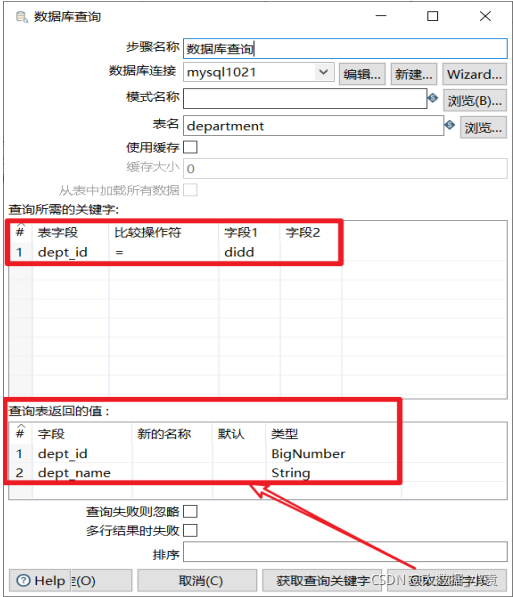 数据库查询
步骤名称 数据库查询
数据库连接 mysql1021 编辑... 新建... Wizard...
模式名称 浏览(B)...
表名 department 浏览...
使用缓存
缓存大小 0
从表中加载所有数据
查询所需的关键字:
# 表字段 比较操作符 字段1 字段2
1 dept_id = didd
查询表返回的值 :
# 字段 新的名称 默认 类型
1 dept_id BigNumber
2 dept_name String
查询失败则忽略
多行结果时失败
排序
Help (O) 取消(C) 获取查询关键字 获取返回字段
CSDN